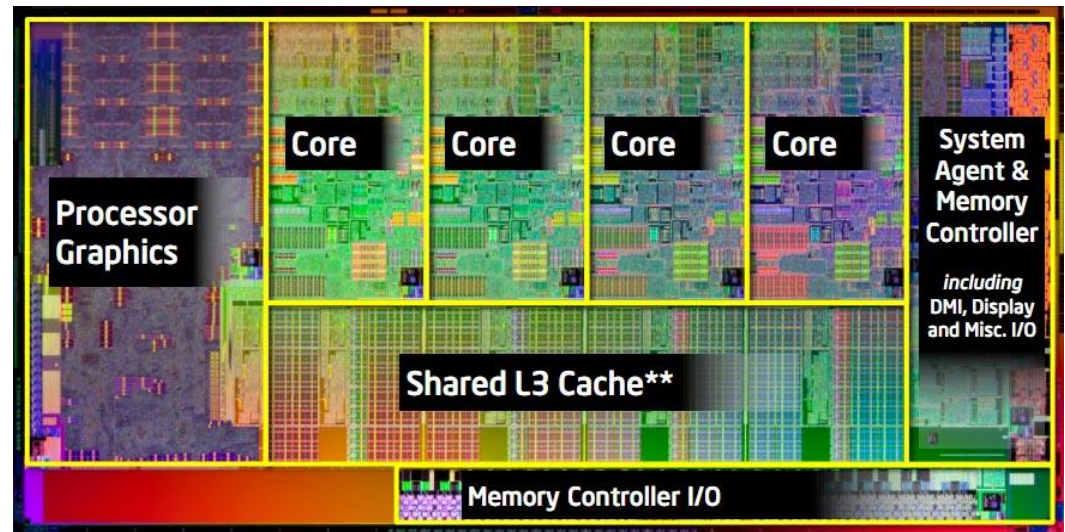 Processor
Graphics
Core
Core
Core
Core
System
Agent &
Memory
Controller
including
DMI, Display
and Misc. I/O
Shared L3 Cache**
Memory Controller I/O